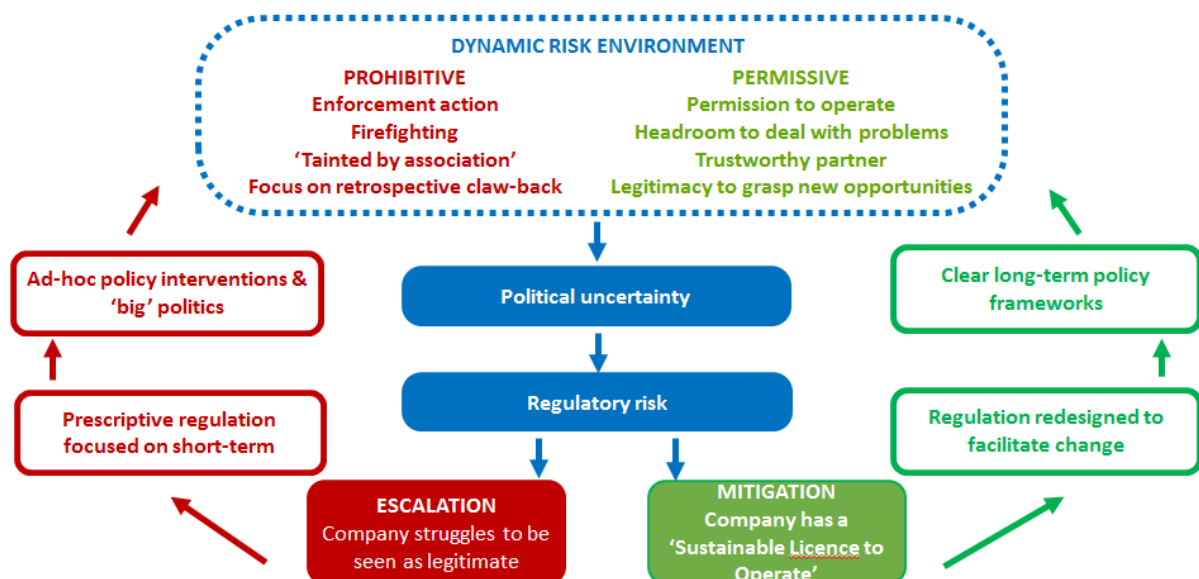 DYNAMIC RISK ENVIRONMENT
PROHIBITIVE
Enforcement action
Firefighting
‘Tainted by association’
Focus on retrospective claw-back
PERMISSIVE
Permission to operate
Headroom to deal with problems
Trustworthy partner
Legitimacy to grasp new opportunities
Ad-hoc policy interventions &
‘big’ politics
Political uncertainty
Clear long-term policy
frameworks
Prescriptive regulation
focused on short-term
Regulatory risk
Regulation redesigned to
facilitate change
ESCALATION
Company struggles to be
seen as legitimate
MITIGATION
Company has a
‘Sustainable Licence to
Operate’